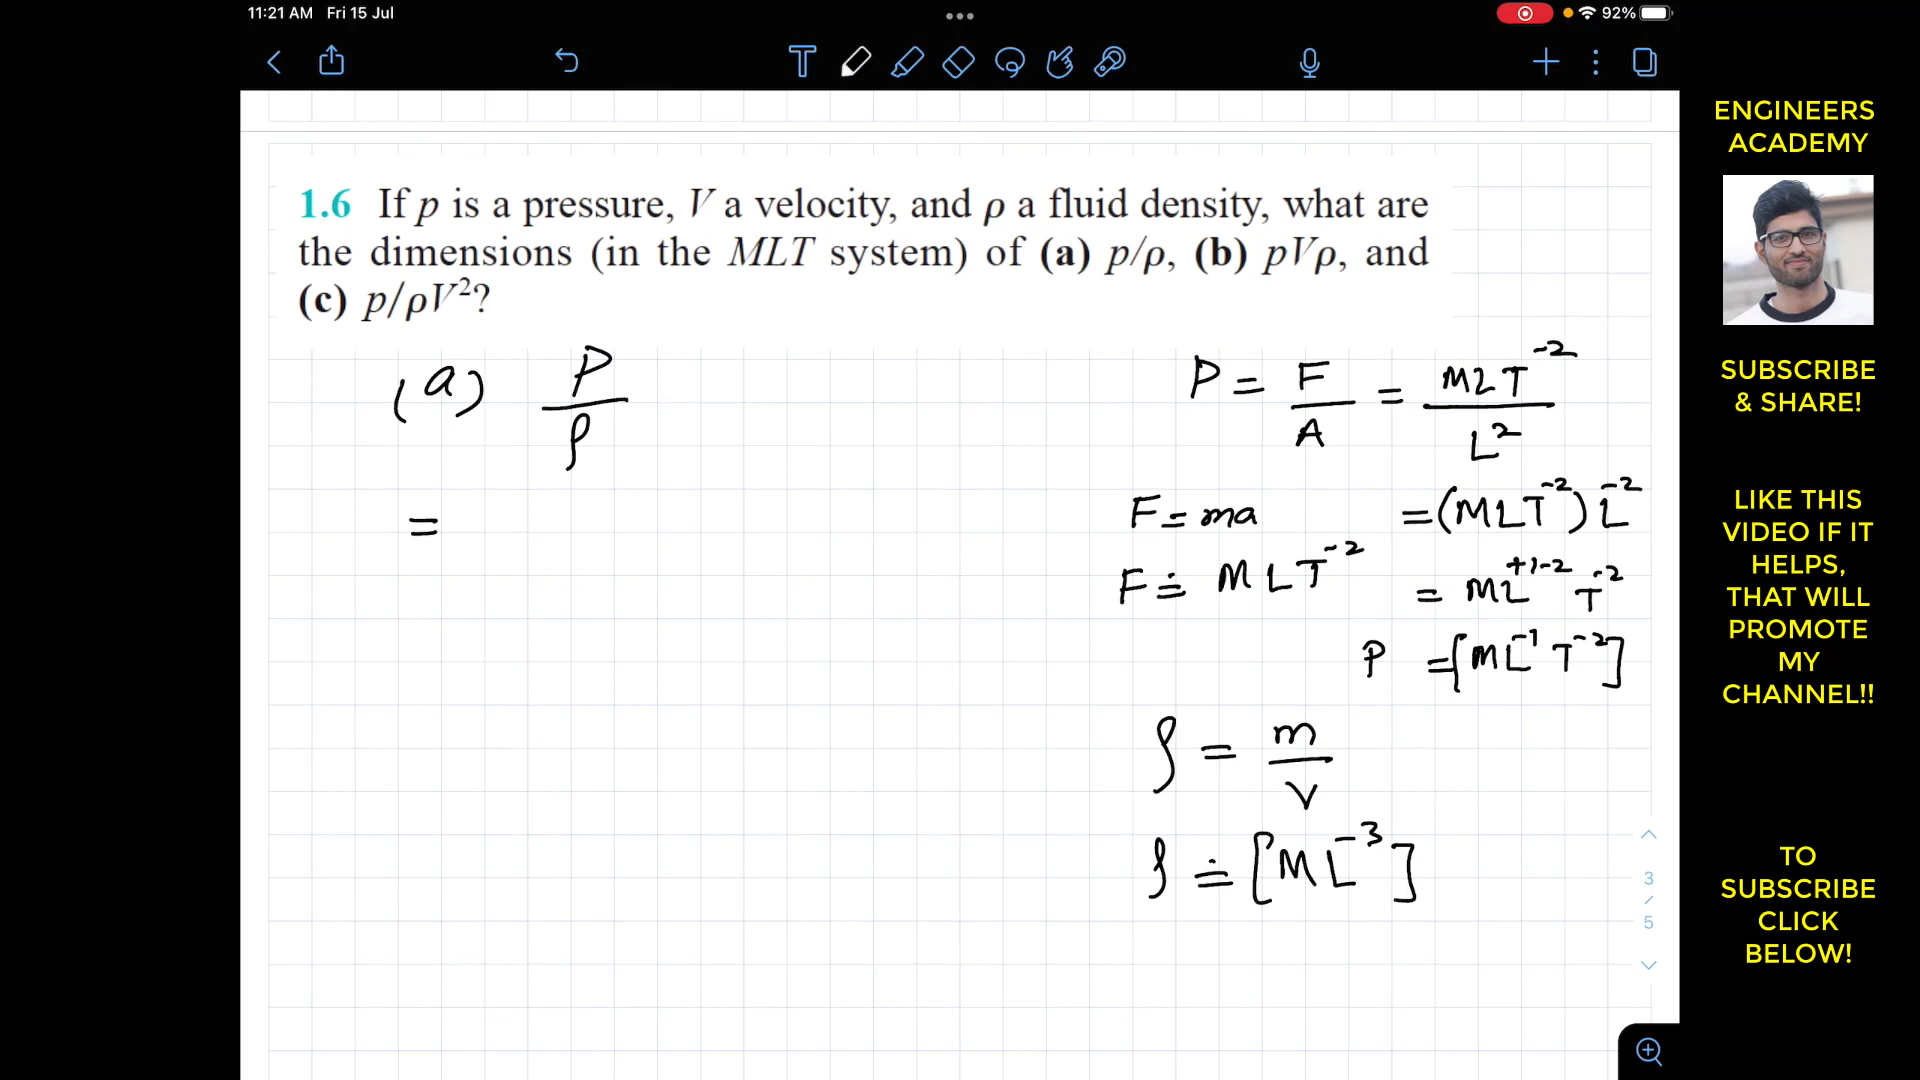 11:21 AM Fri 15 Jul
92%
1.6 If p is a pressure, V a velocity, and ρ a fluid density, what are
the dimensions (in the MLT system) of (a) p/ρ, (b) pVρ, and
(c) p/ρV²?
(a) P/ρ
=
P = F/A = MLT⁻²/L²
F = ma
= (MLT⁻²) L⁻²
F ≐ MLT⁻²
= ML⁺¹⁻² T⁻²
P = [ML⁻¹ T⁻²]
ρ = m/V
ρ ≐ [ML⁻³]
3
/
5
ENGINEERS
ACADEMY
SUBSCRIBE
& SHARE!
LIKE THIS
VIDEO IF IT
HELPS,
THAT WILL
PROMOTE
MY
CHANNEL!!
TO
SUBSCRIBE
CLICK
BELOW!